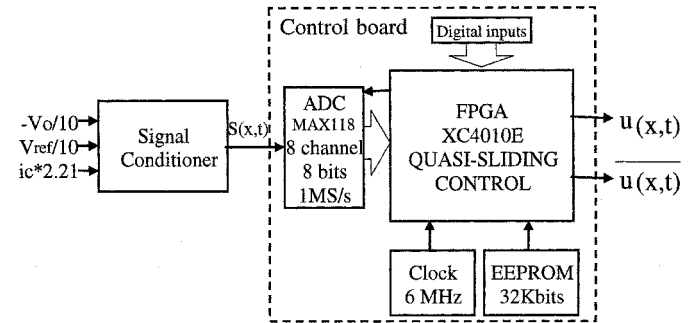 Control board
Digital inputs
-Vo/10
Vref/10
ic*2.21
Signal
Conditioner
S(x,t)
ADC
MAX118
8 channel
8 bits
1MS/s
FPGA
XC4010E
QUASI-SLIDING
CONTROL
u(x,t)
u(x,t)
Clock
6 MHz
EEPROM
32Kbits